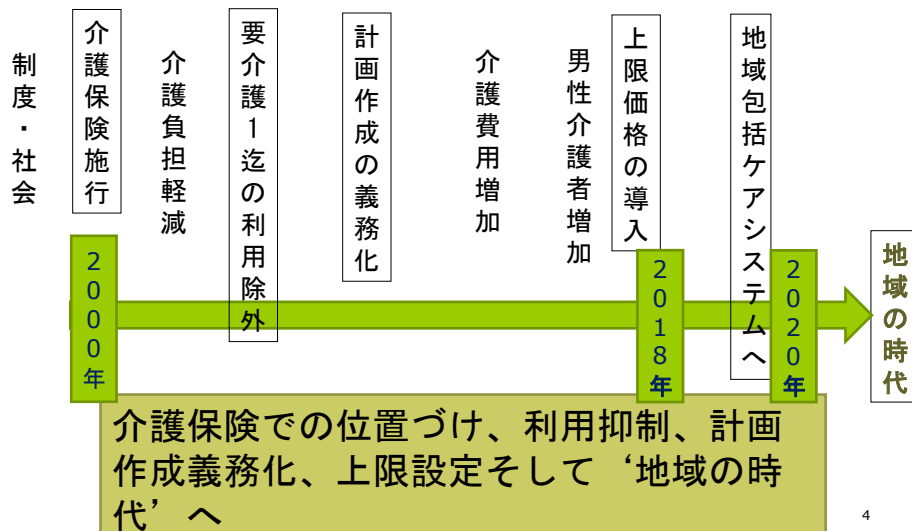 制度・社会
介護保険施行
介護負担軽減
要介護1迄の利用除外
計画作成の義務化
介護費用増加
男性介護者増加
上限価格の導入
地域包括ケアシステムへ
2000年
2018年
2020年
地域の時代
介護保険での位置づけ、利用抑制、計画
作成義務化、上限設定そして‘地域の時
代’へ
4